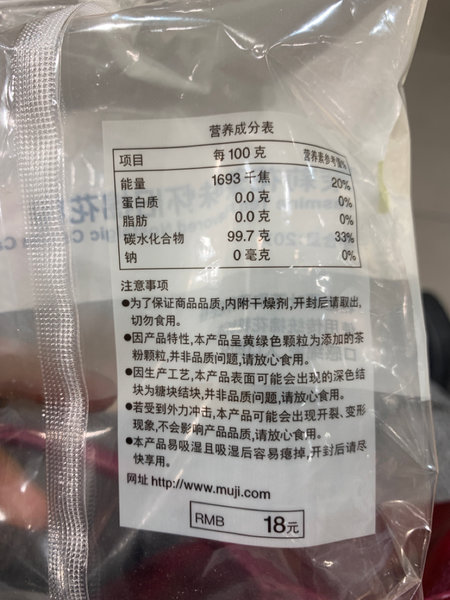 营养成分表
项目 每100克 营养素参考值%
能量 1693千焦 20%
蛋白质 0.0克 0%
脂肪 0.0克 0%
碳水化合物 99.7克 33%
钠 0毫克 0%
注意事项
●为了保证商品品质,内附干燥剂,开封后请取出,
切勿食用。
●因产品特性,本产品呈黄绿色颗粒为添加的茶
粉颗粒,并非品质问题,请放心食用。
●因生产工艺,本产品表面可能会出现的深色结
块为糖块结块,并非品质问题,请放心食用。
●若受到外力冲击,本产品可能会出现开裂、变形
现象,不会影响产品品质,请放心食用。
●本产品易吸湿且吸湿后容易瘪掉,开封后请尽
快享用。
网址 http://www.muji.com
RMB 18元